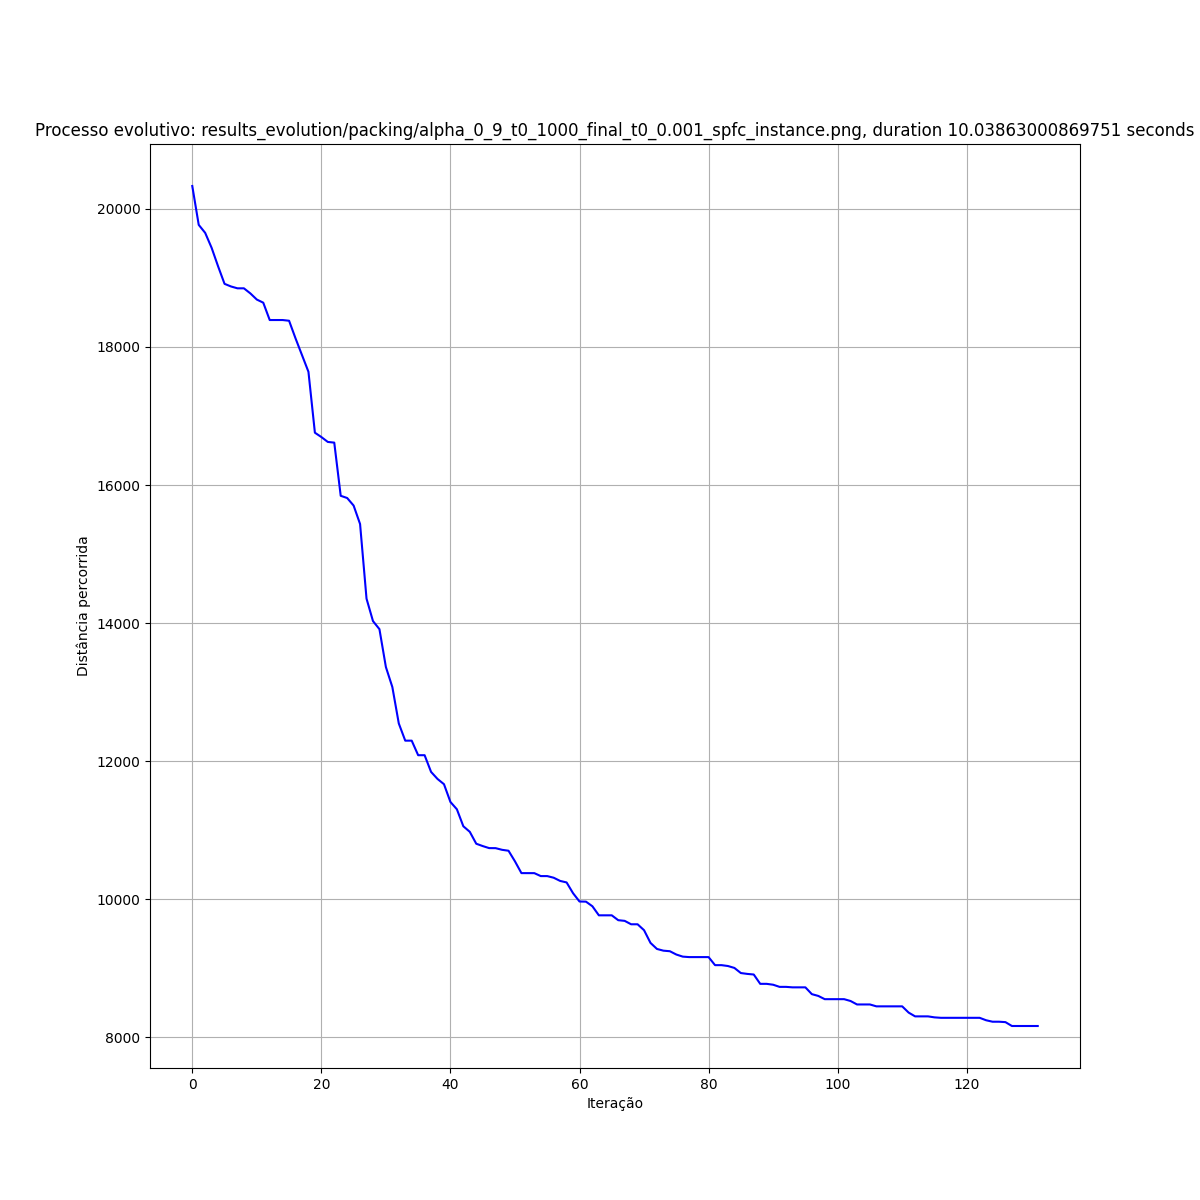 Processo evolutivo: results_evolution/packing/alpha_0_9_t0_1000_final_t0_0.001_spfc_instance.png, duration 10.03863000869751 seconds
20000
18000
16000
14000
12000
10000
8000
Distância percorrida
0 20 40 60 80 100 120
Iteração